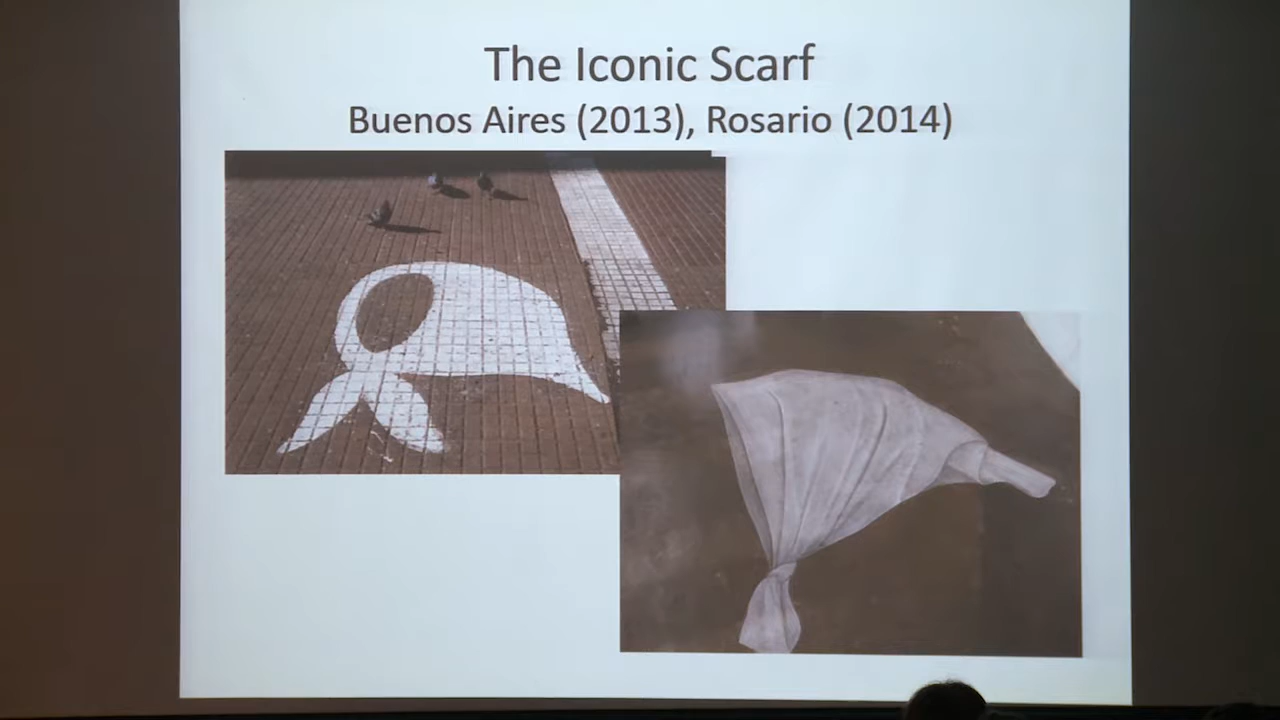 The Iconic Scarf
Buenos Aires (2013), Rosario (2014)